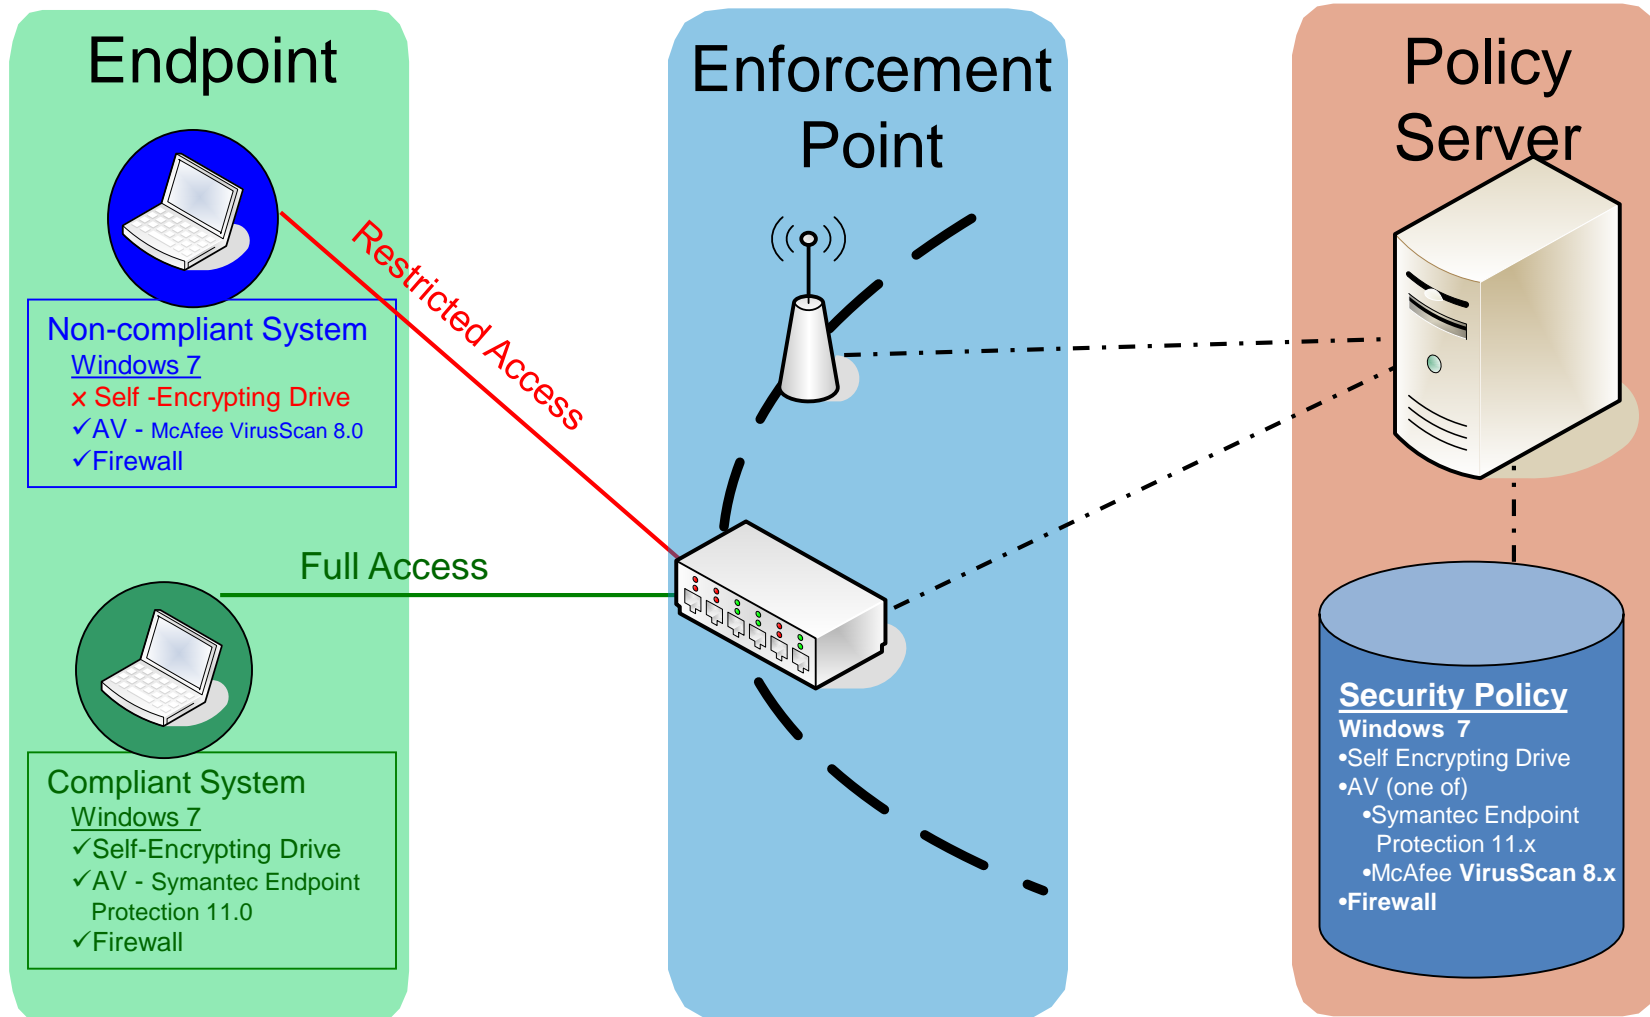 Endpoint
Non-compliant System
Windows 7
x Self -Encrypting Drive
✓AV - McAfee VirusScan 8.0
✓Firewall
Compliant System
Windows 7
✓Self-Encrypting Drive
✓AV - Symantec Endpoint
Protection 11.0
✓Firewall
Restricted Access
Full Access
Enforcement
Point
Policy
Server
Security Policy
Windows 7
•Self Encrypting Drive
•AV (one of)
•Symantec Endpoint
Protection 11.x
•McAfee VirusScan 8.x
•Firewall